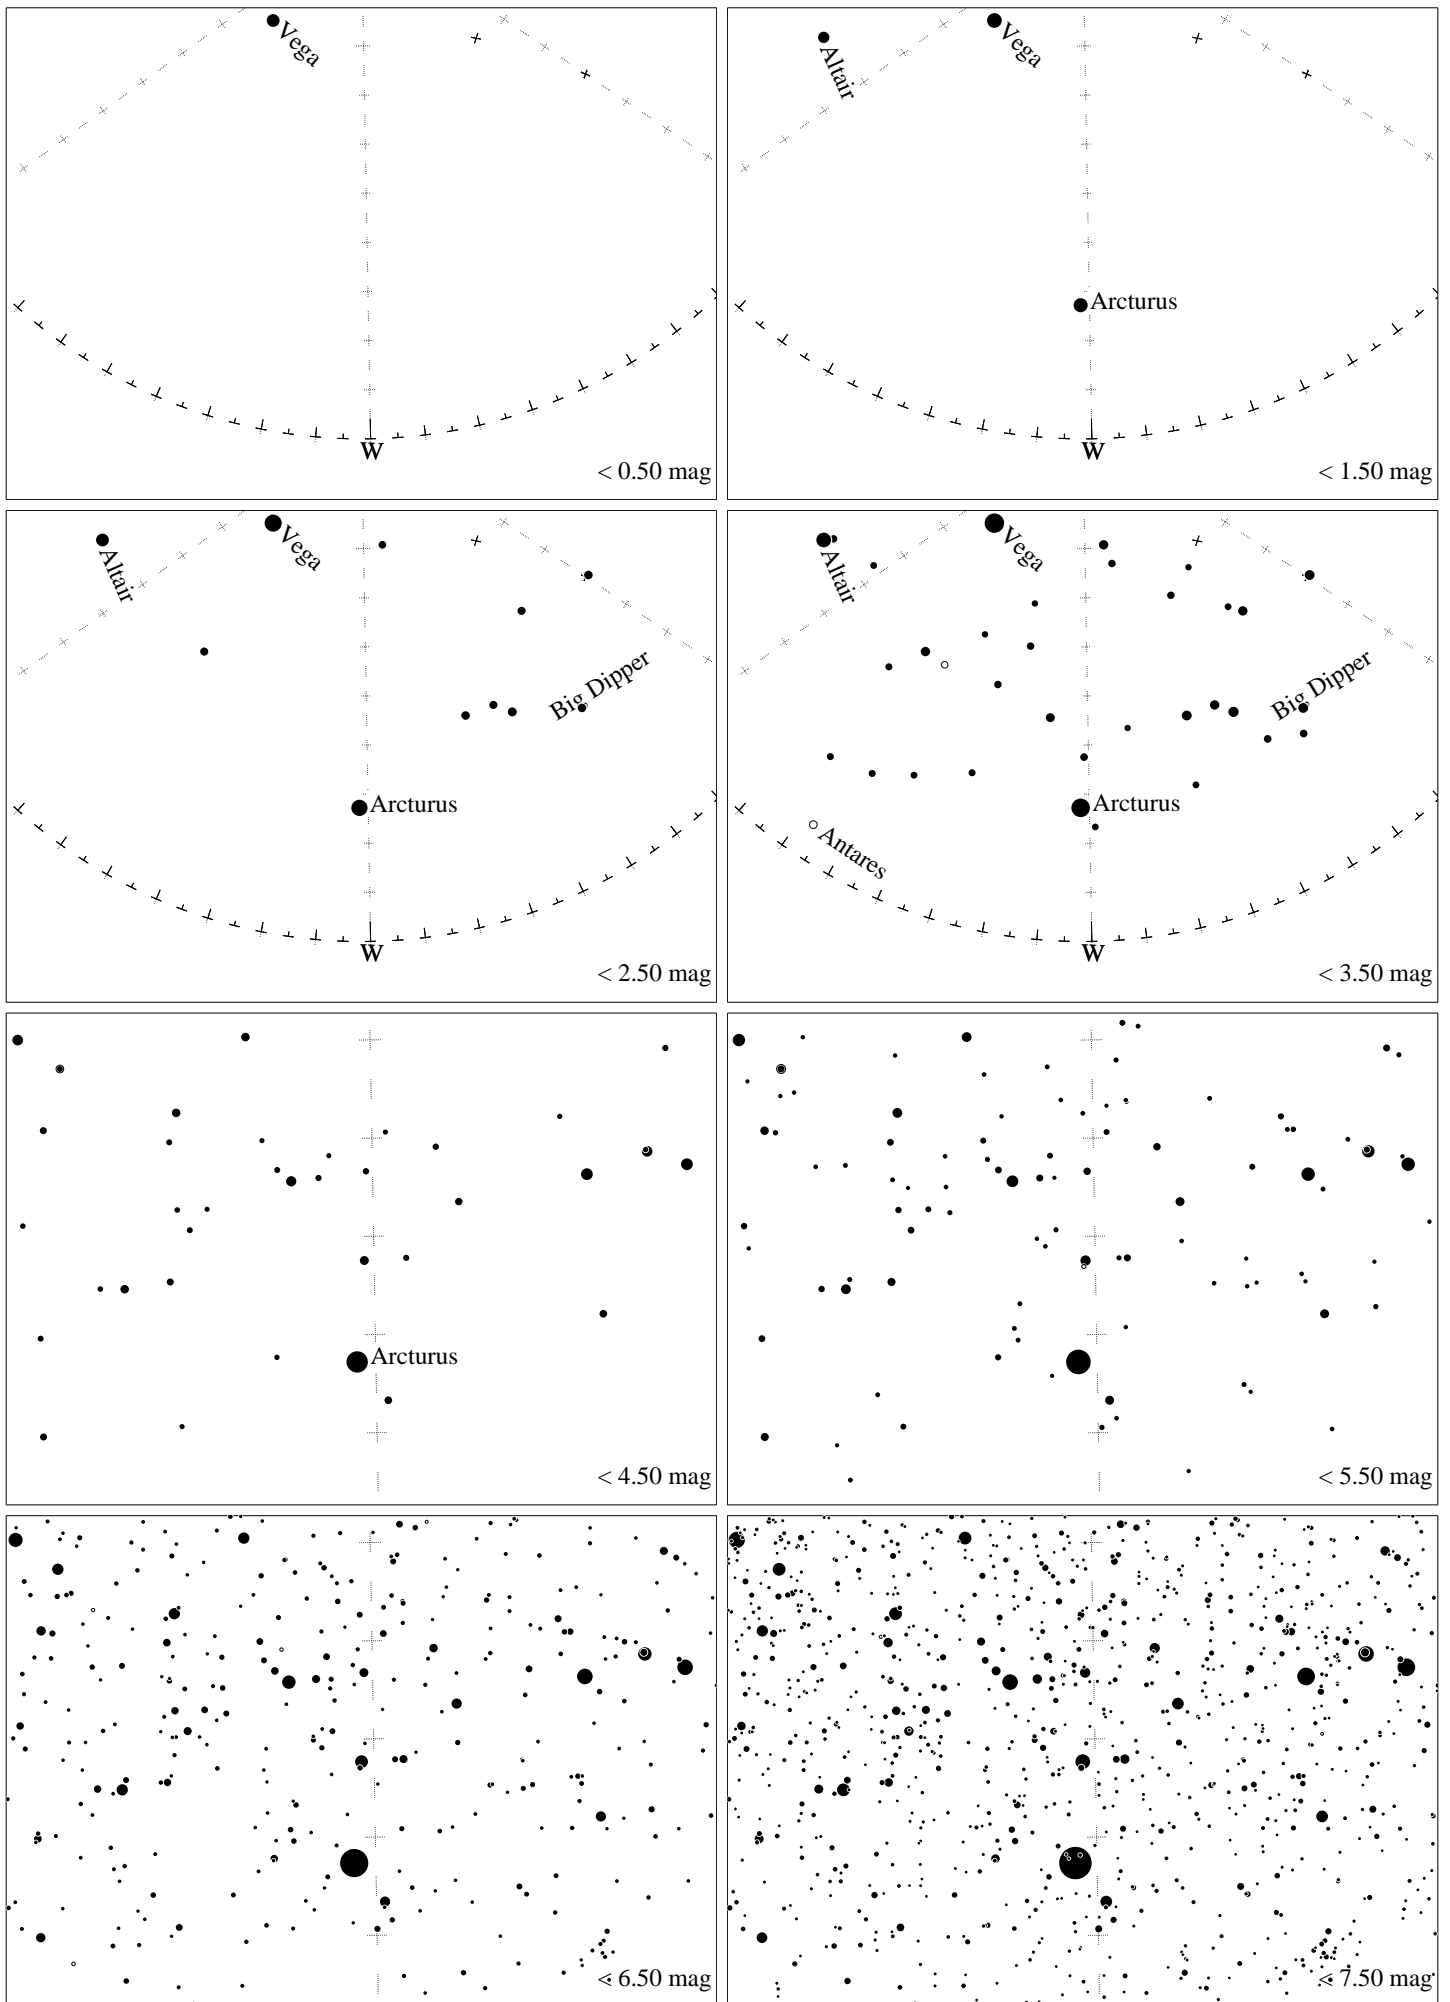 Vega
W
< 0.50 mag
Altair
Vega
Arcturus
W
< 1.50 mag
Altair
Vega
Big Dipper
Arcturus
W
< 2.50 mag
Altair
Vega
Big Dipper
Arcturus
Antares
W
< 3.50 mag
Arcturus
< 4.50 mag
< 5.50 mag
< 6.50 mag
< 7.50 mag